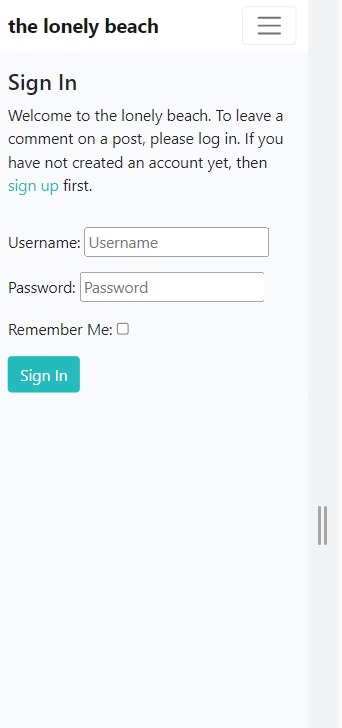 the lonely beach
Sign In
Welcome to the lonely beach. To leave a
comment on a post, please log in. If you
have not created an account yet, then
sign up first.
Username: Username
Password: Password
Remember Me:
Sign In